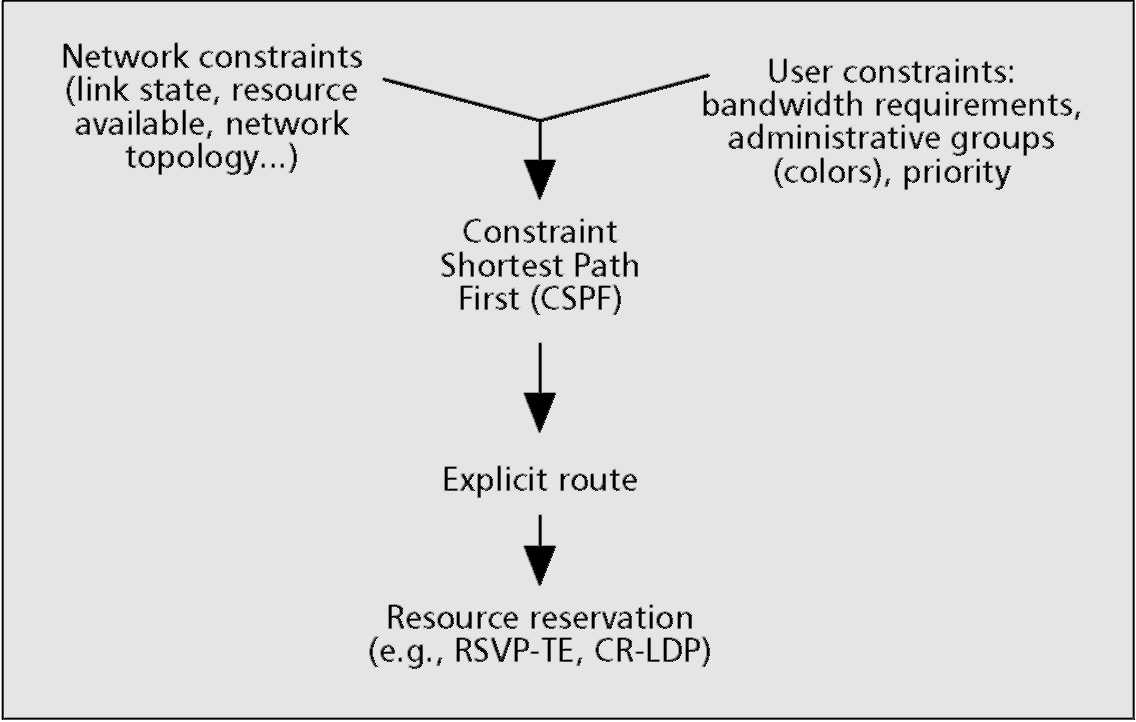 Network constraints
(link state, resource
available, network
topology...)
User constraints:
bandwidth requirements,
administrative groups
(colors), priority
Constraint
Shortest Path
First (CSPF)
Explicit route
Resource reservation
(e.g., RSVP-TE, CR-LDP)